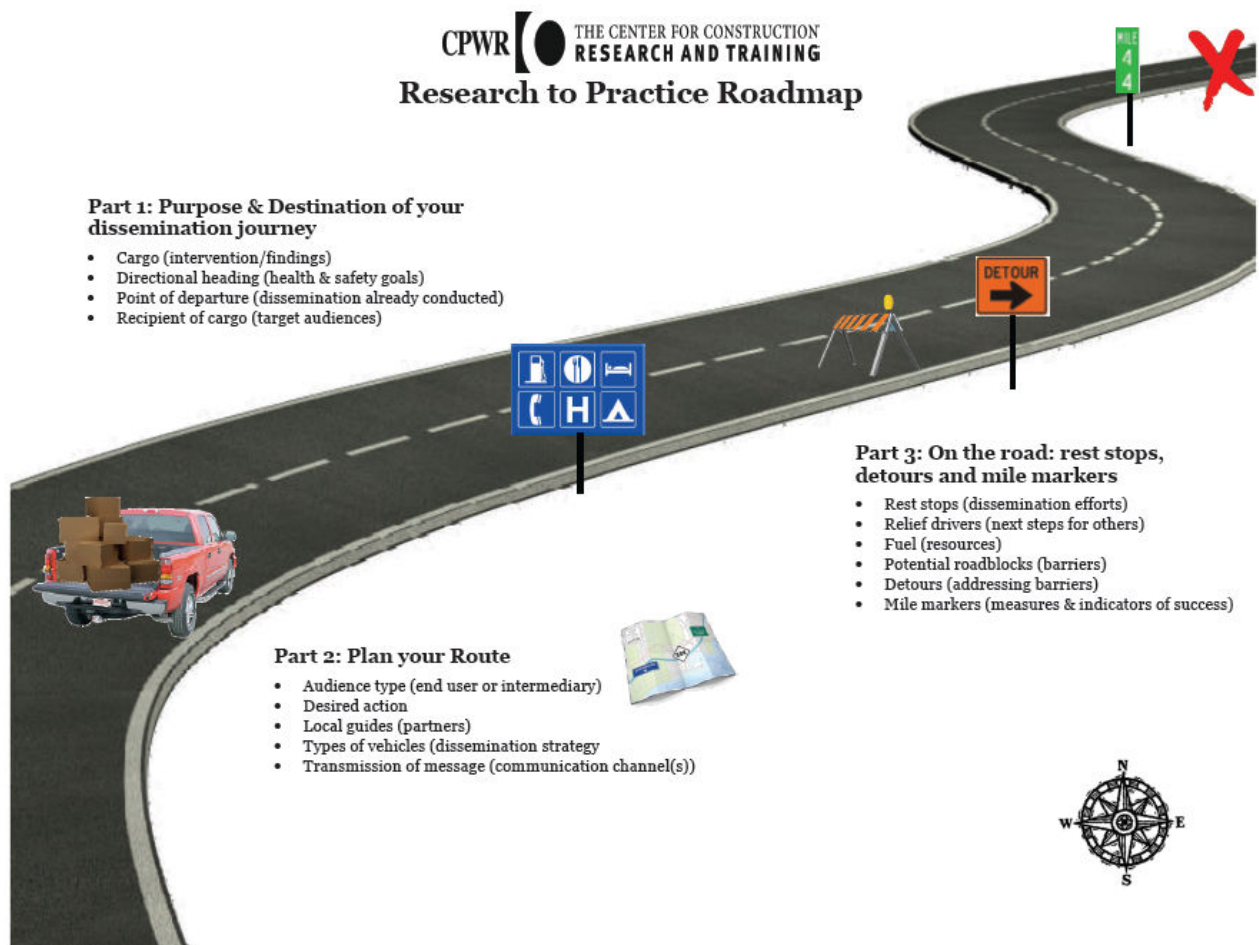 CPWR
THE CENTER FOR CONSTRUCTION
RESEARCH AND TRAINING
Research to Practice Roadmap
MILE
4
4
Part 1: Purpose & Destination of your
dissemination journey
• Cargo (intervention/findings)
• Directional heading (health & safety goals)
• Point of departure (dissemination already conducted)
• Recipient of cargo (target audiences)
DETOUR
H
Part 3: On the road: rest stops,
detours and mile markers
• Rest stops (dissemination efforts)
• Relief drivers (next steps for others)
• Fuel (resources)
• Potential roadblocks (barriers)
• Detours (addressing barriers)
• Mile markers (measures & indicators of success)
Part 2: Plan your Route
• Audience type (end user or intermediary)
• Desired action
• Local guides (partners)
• Types of vehicles (dissemination strategy
• Transmission of message (communication channel(s))
N
W
E
S